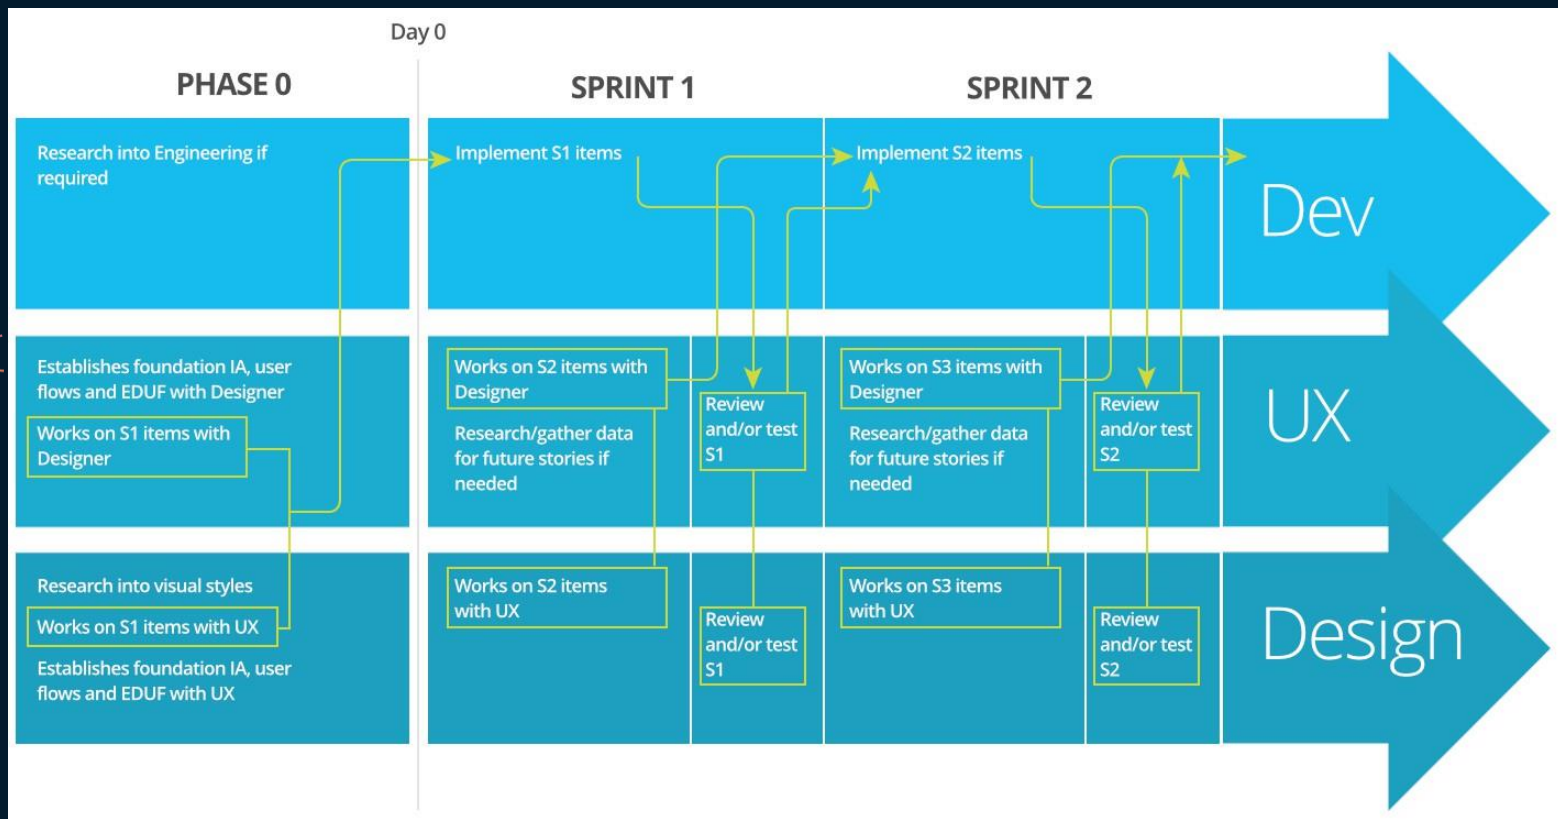 Day 0
PHASE 0
SPRINT 1
SPRINT 2
Research into Engineering if
required
Implement S1 items
Implement S2 items
Dev
Establishes foundation IA, user
flows and EDUF with Designer
Works on S1 items with
Designer
Works on S2 items with
Designer
Research/gather data
for future stories if
needed
Review
and/or test
S1
Works on S3 items with
Designer
Research/gather data
for future stories if
needed
Review
and/or test
S2
UX
Research into visual styles
Works on S1 items with UX
Establishes foundation IA, user
flows and EDUF with UX
Works on S2 items
with UX
Review
and/or test
S1
Works on S3 items
with UX
Review
and/or test
S2
Design